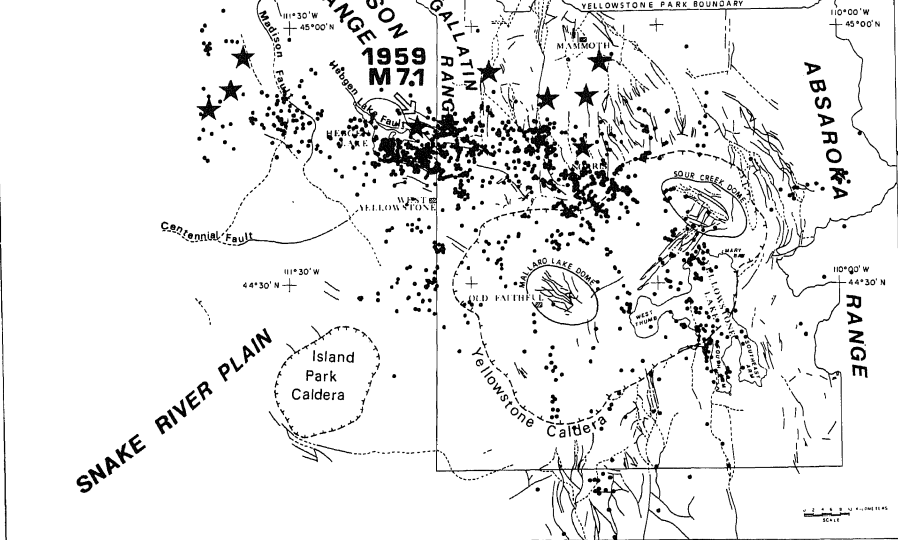 YELLOWSTONE PARK BOUNDARY
111°30'W
45°00'N
110°00'W
45°00'N
SON
ANGE
GALLATIN
RANGE
Madison Fault
MAMMOTH
1959
M7.1
Hebgen Lake Fault
ABSAROKA
RANGE
SOUR CREEK DOME
WEST
YELLOWSTONE
Centennial Fault
MARY
MALLARD LAKE DOME
111°30'W
44°30'N
110°00'W
44°30'N
OLD FAITHFUL
WEST
THUMB
Island
Park
Caldera
Yellowstone Caldera
SNAKE RIVER PLAIN
KILOMETERS
SCALE